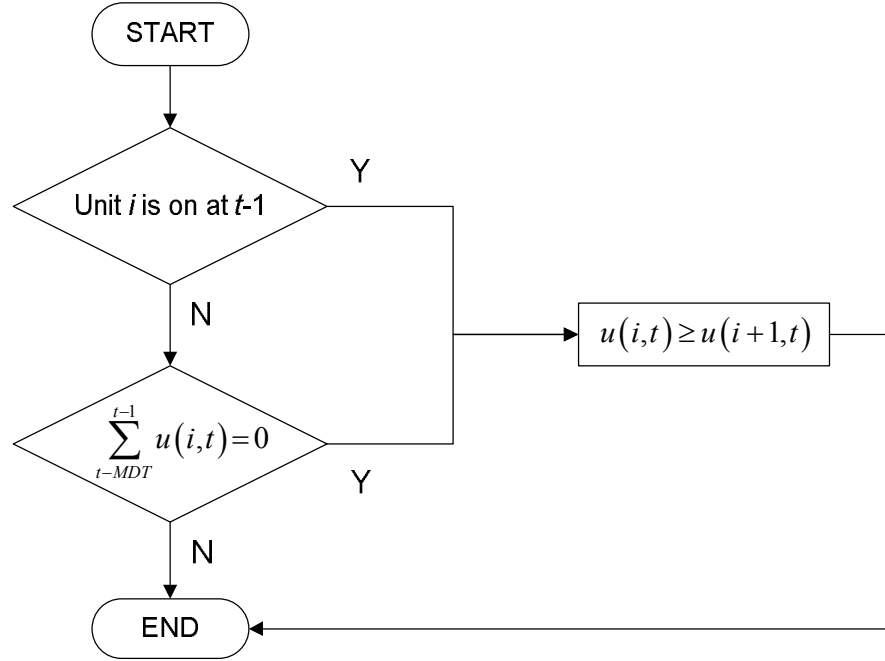 START
Y
Unit i is on at t-1
N
u(i,t) ≥ u(i+1,t)
t−1
∑ u(i,t) = 0
t−MDT
Y
N
END